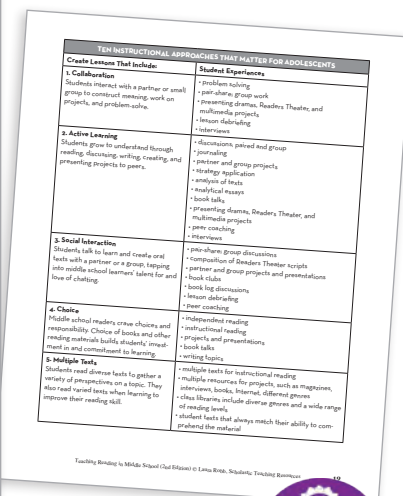 TEN INSTRUCTIONAL APPROACHES THAT MATTER FOR ADOLESCENTS
Create Lessons That Include:
Student Experiences
1. Collaboration
Students interact with a partner or small
group to construct meaning, work on
projects, and problem-solve.
• problem solving
• pair-share; group work
• presenting dramas, Readers Theater, and
multimedia projects
• lesson debriefing
• interviews
2. Active Learning
Students grow to understand through
reading, discussing, writing, creating, and
presenting projects to peers.
• discussions: paired and group
• journaling
• partner and group projects
• strategy application
• analysis of texts
• analytical essays
• book talks
• presenting dramas, Readers Theater, and
multimedia projects
• peer coaching
• interviews
3. Social Interaction
Students talk to learn and create oral
texts with a partner or a group, tapping
into middle school learners' talent for and
love of chatting.
• pair-share; group discussions
• composition of Readers Theater scripts
• partner and group projects and presentations
• book clubs
• book log discussions
• lesson debriefing
• peer coaching
4. Choice
Middle school readers crave choices and
responsibility. Choice of books and other
reading materials builds students' invest-
ment in and commitment to learning.
• independent reading
• instructional reading
• projects and presentations
• book talks
• writing topics
5. Multiple Texts
Students read diverse texts to gather a
variety of perspectives on a topic. They
also read varied texts when learning to
improve their reading skill.
• multiple texts for instructional reading
• multiple resources for projects, such as magazines,
interviews, books, Internet, different genres
• class libraries include diverse genres and a wide range
of reading levels
• student texts that always match their ability to com-
prehend the material
Teaching Reading in Middle School (2nd Edition) © Laura Robb, Scholastic Teaching Resources
19